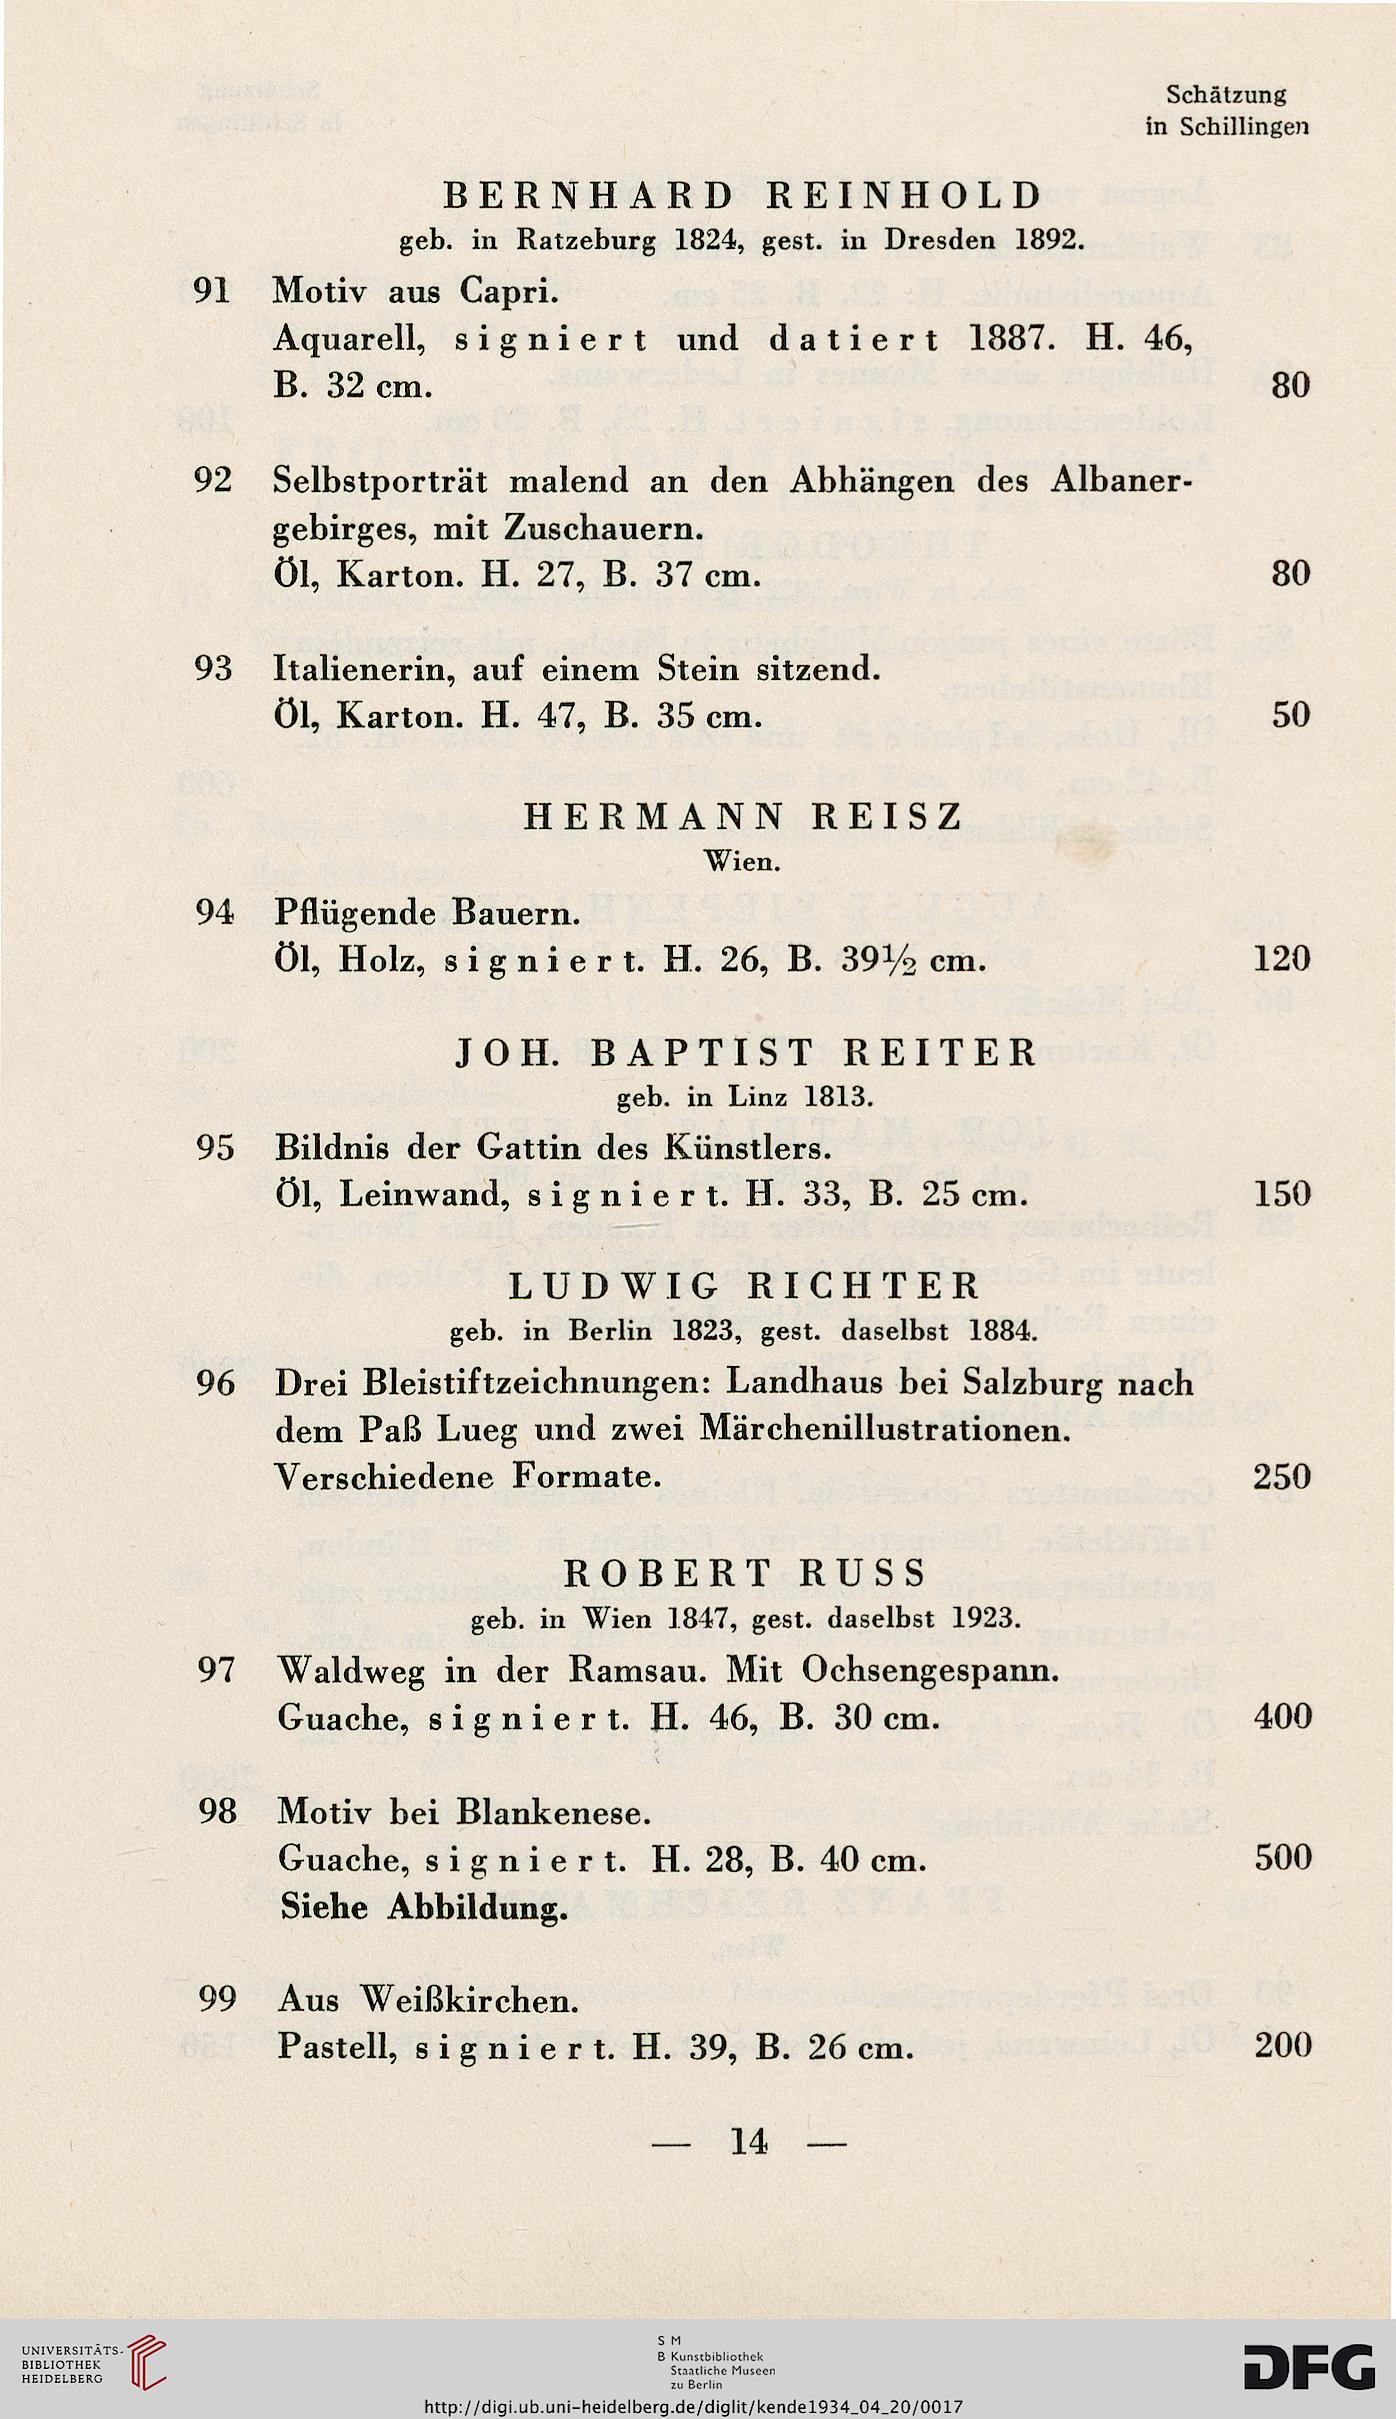 Schätzung
in Schillingen
BERNHARD REINHOLD
geb. in Ratzeburg 1824, gest. in Dresden 1892.
91 Motiv aus Capri.
Aquarell, signiert und datiert 1887. H. 46,
B. 32 cm. 80
92 Selbstporträt malend an den Abhängen des Albaner-
gebirges, mit Zuschauern.
Öl, Karton. H. 27, B. 37 cm. 80
93 Italienerin, auf einem Stein sitzend.
Öl, Karton. H. 47, B. 35 cm. 50
HERMANN REISZ
Wien.
94 Pflügende Bauern.
Öl, Holz, signiert. H. 26, B. 39½ cm. 120
JOH. BAPTIST REITER
geb. in Linz 1813.
95 Bildnis der Gattin des Künstlers.
Öl, Leinwand, signiert. H. 33, B. 25 cm. 150
LUDWIG RICHTER
geb. in Berlin 1823, gest. daselbst 1884.
96 Drei Bleistiftzeichnungen: Landhaus bei Salzburg nach
dem Paß Lueg und zwei Märchenillustrationen.
Verschiedene Formate. 250
ROBERT RUSS
geb. in Wien 1847, gest. daselbst 1923.
97 Waldweg in der Ramsau. Mit Ochsengespann.
Guache, signiert. H. 46, B. 30 cm. 400
98 Motiv bei Blankenese.
Guache, signiert. H. 28, B. 40 cm. 500
Siehe Abbildung.
99 Aus Weißkirchen.
Pastell, signiert. H. 39, B. 26 cm. 200
— 14 —
UNIVERSITÄTS-
BIBLIOTHEK
HEIDELBERG
S M
B Kunstbibliothek
Staatliche Museen
zu Berlin
DFG
http://digi.ub.uni-heidelberg.de/diglit/kende1934_04_20/0017